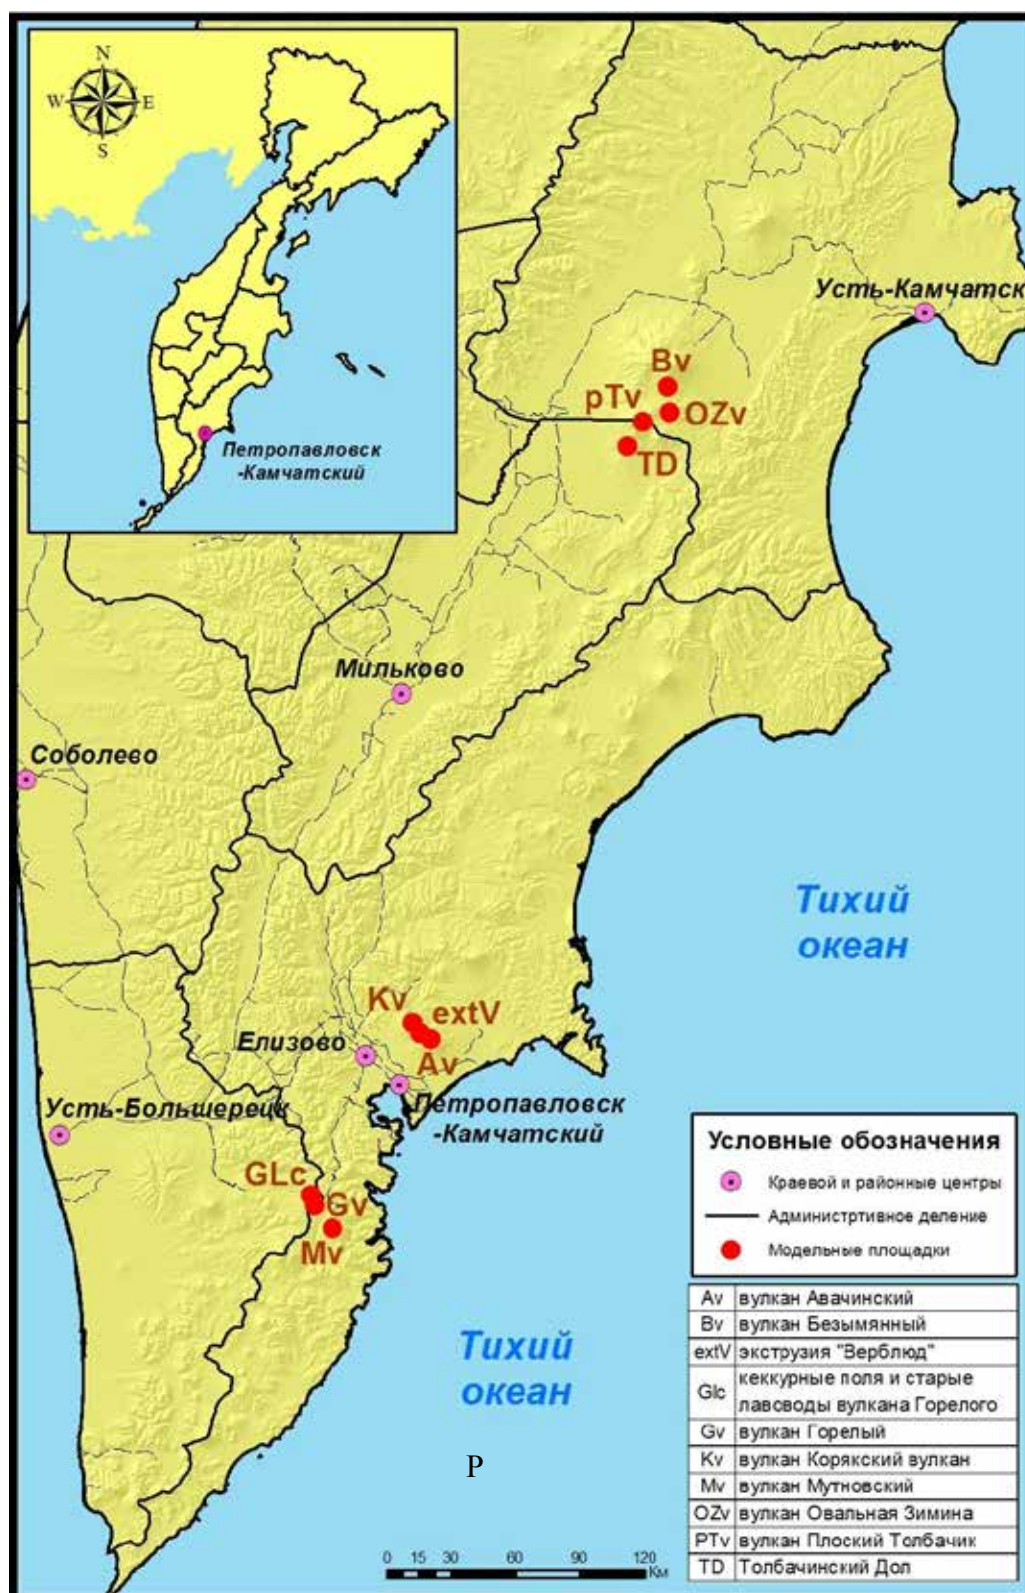 N
W E
S
Петропавловск
-Камчатский
Усть-Камчатск
Bv
pTv
OZv
TD
Мильково
Соболево
Тихий
океан
Kv
extV
Елизово
Av
Петропавловск
-Камчатский
Усть-Большерецк
GLc
Gv
Mv
Тихий
океан
Р
Условные обозначения
Краевой и районные центры
Админстртивное деление
Модельные площадки
Av вулкан Авачинский
Bv вулкан Безымянный
extV экструзия "Верблюд"
Glc кеккурные поля и старые
лавоводы вулкана Горелого
Gv вулкан Горелый
Kv вулкан Корякский вулкан
Mv вулкан Мутновский
OZv вулкан Овальная Зимина
PTv вулкан Плоский Толбачик
TD Толбачинский Дол
0 15 30 60 90 120
Км